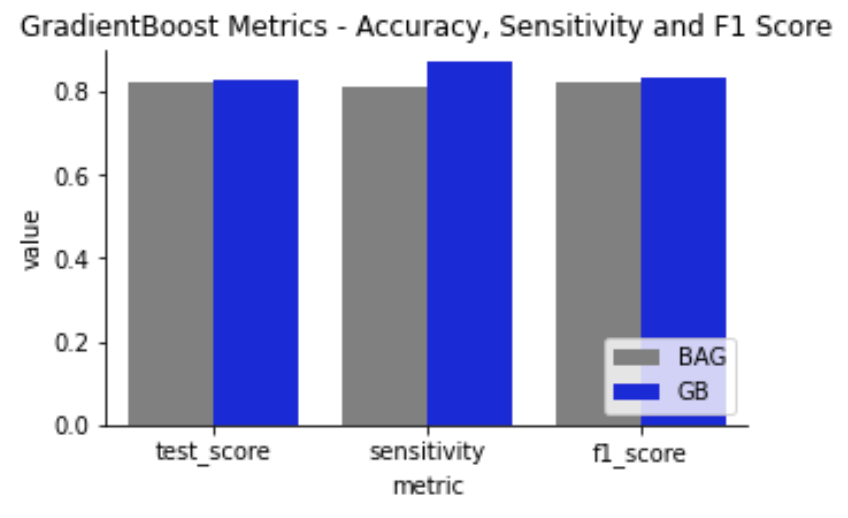 GradientBoost Metrics - Accuracy, Sensitivity and F1 Score
value
0.8
0.6
0.4
0.2
0.0
BAG
GB
test_score
sensitivity
f1_score
metric